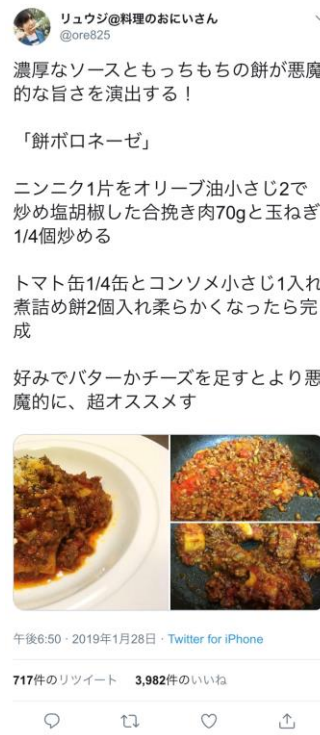 リュウジ@料理のおにいさん
@ore825
濃厚なソースともっちもちの餅が悪魔
的な旨さを演出する！
「餅ボロネーゼ」
ニンニク1片をオリーブ油小さじ2で
炒め塩胡椒した合挽き肉70gと玉ねぎ
1/4個炒める
トマト缶1/4缶とコンソメ小さじ1入れ
煮詰め餅2個入れ柔らかくなったら完
成
好みでバターかチーズを足すとより悪
魔的に、超オススメす
午後6:50 · 2019年1月28日 · Twitter for iPhone
717件のリツイート 3,982件のいいね